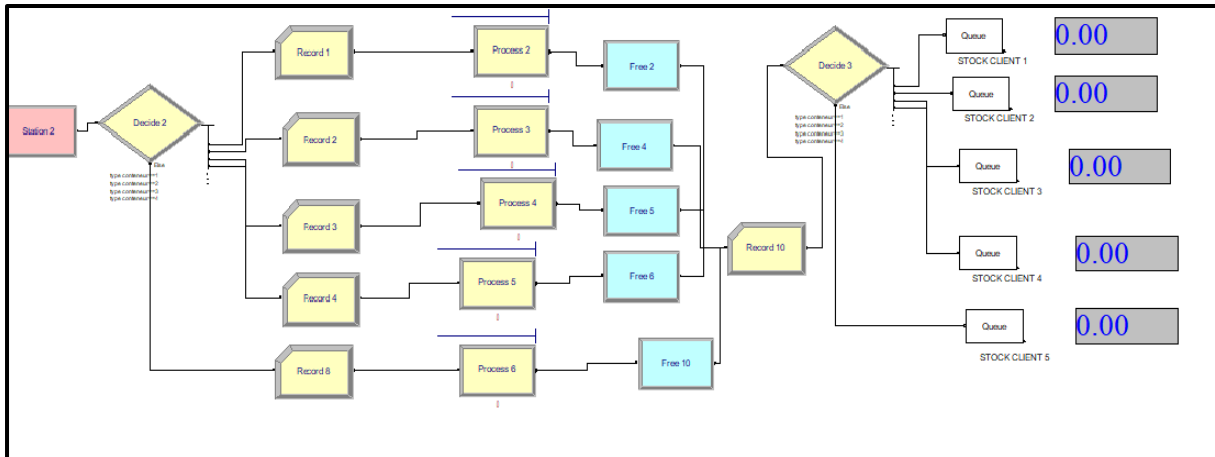 Station 2
Decide 2
Else
type conteneur==1
type conteneur==2
type conteneur==3
type conteneur==4
Record 1
Process 2
Free 2
Record 2
Process 3
Free 4
Record 3
Process 4
Free 5
Record 4
Process 5
Free 6
Record 8
Process 6
Free 10
Record 10
Decide 3
Else
type conteneur==1
type conteneur==2
type conteneur==3
type conteneur==4
Queue
STOCK CLIENT 1
0.00
Queue
STOCK CLIENT 2
0.00
Queue
STOCK CLIENT 3
0.00
Queue
STOCK CLIENT 4
0.00
Queue
STOCK CLIENT 5
0.00